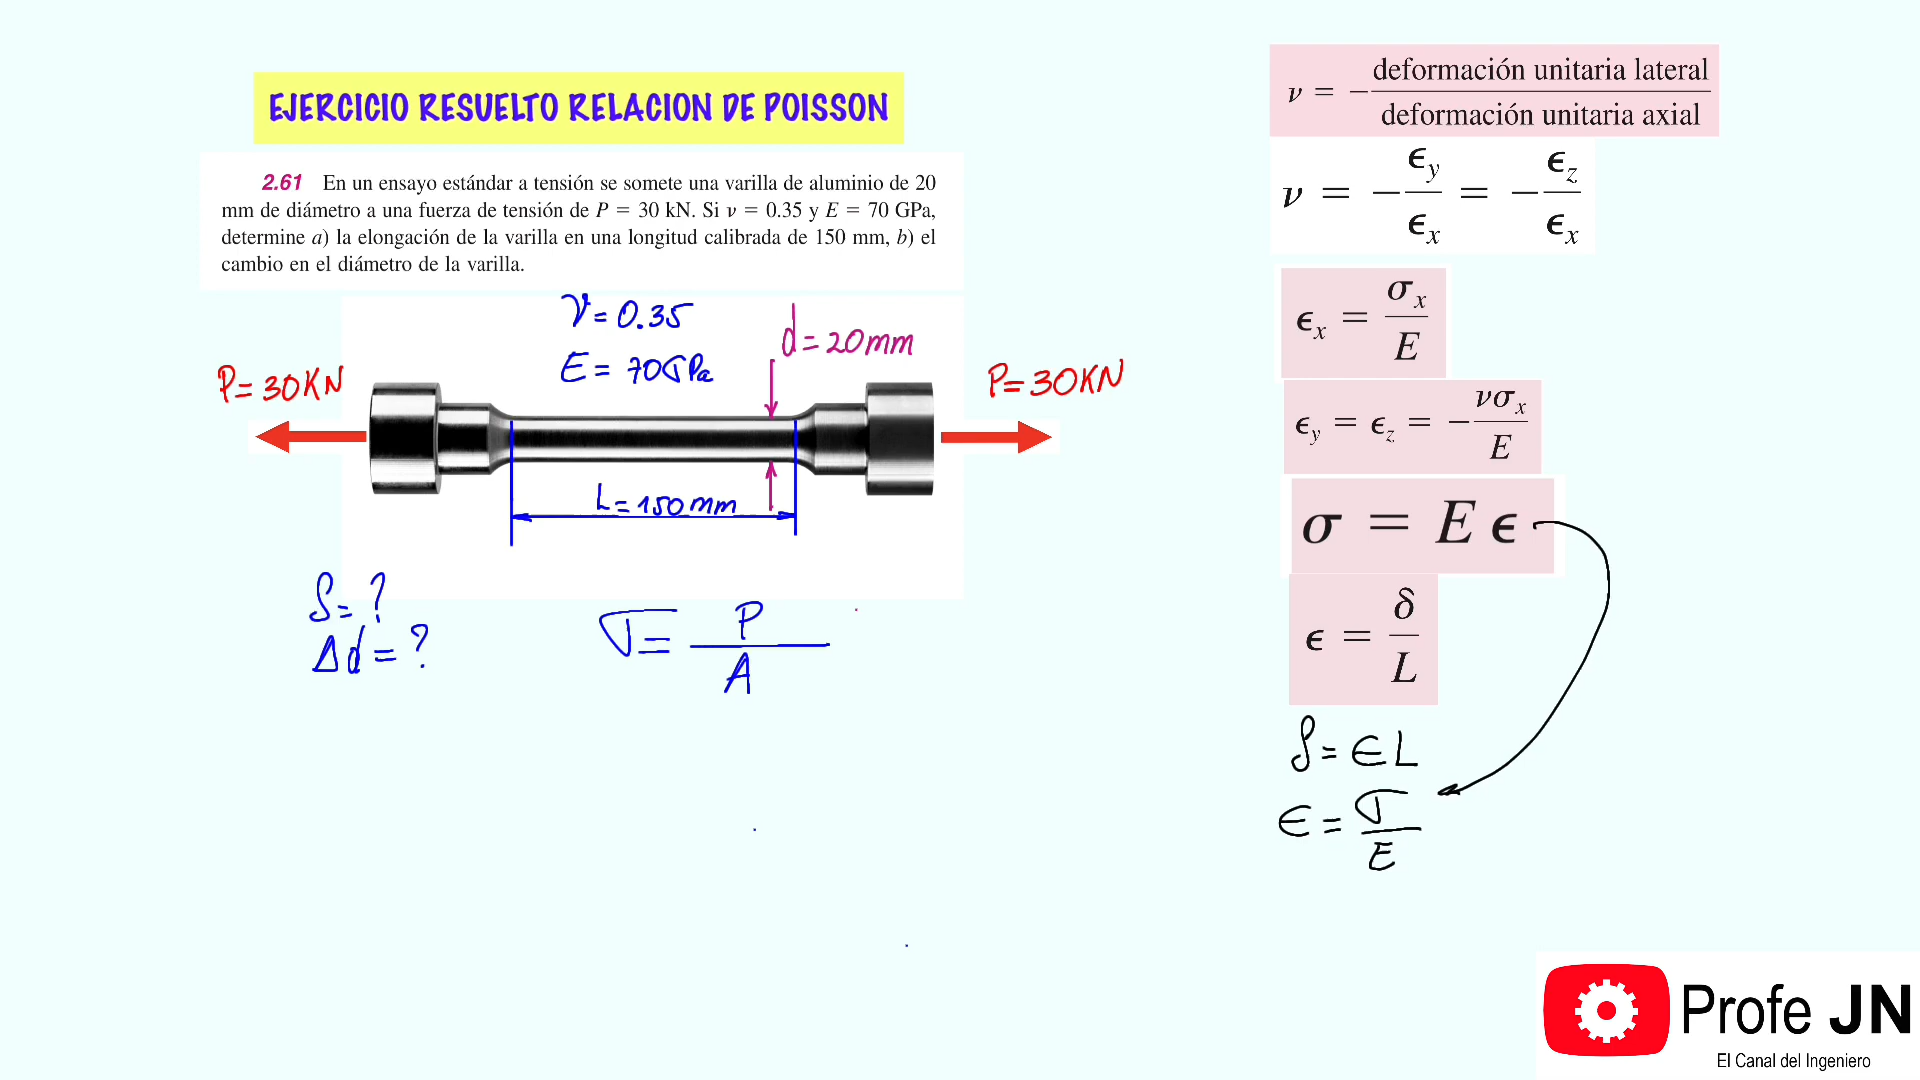 EJERCICIO RESUELTO RELACION DE POISSON
2.61 En un ensayo estándar a tensión se somete una varilla de aluminio de 20
mm de diámetro a una fuerza de tensión de P = 30 kN. Si ν = 0.35 y E = 70 GPa,
determine a) la elongación de la varilla en una longitud calibrada de 150 mm, b) el
cambio en el diámetro de la varilla.
ν = 0.35
E = 70GPa
d = 20mm
P = 30KN
P = 30KN
L = 150mm
δ = ?
Δd = ?
σ = P / A
ν = − deformación unitaria lateral / deformación unitaria axial
ν = − ϵy / ϵx = − ϵz / ϵx
ϵx = σx / E
ϵy = ϵz = − νσx / E
σ = E ϵ
ϵ = δ / L
δ = ϵ L
ϵ = σ / E
Profe JN
El Canal del Ingeniero